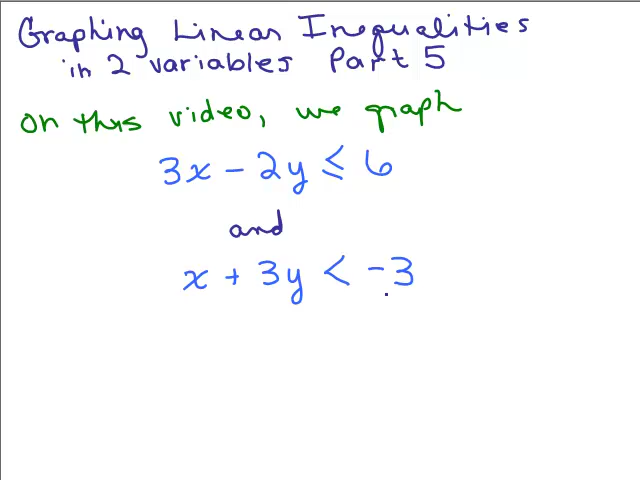 Graphing Linear Inequalities
in 2 variables Part 5
on this video, we graph
3x - 2y ≤ 6
and
x + 3y < -3